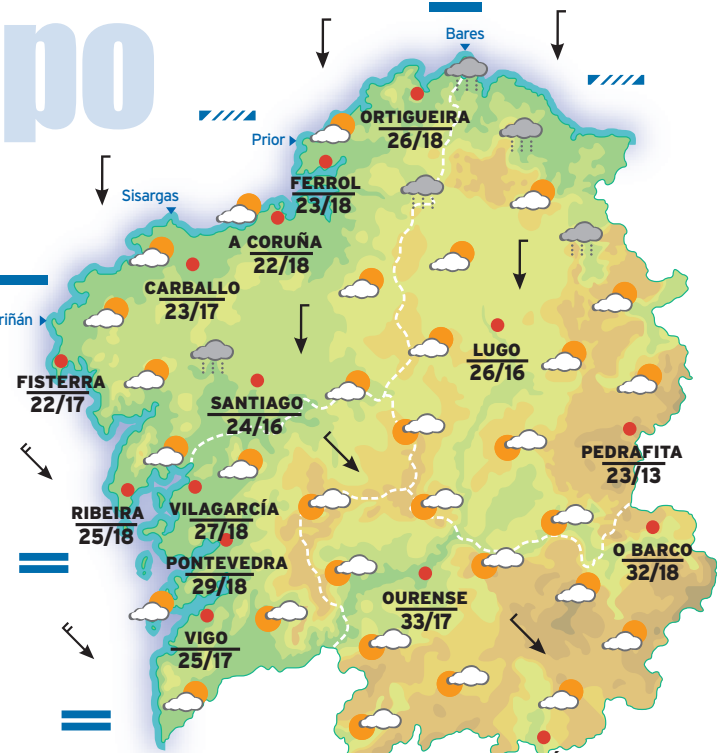 po
Bares
ORTIGUEIRA
26/18
Prior
FERROL
23/18
Sisargas
A CORUÑA
22/18
CARBALLO
23/17
riñán
LUGO
26/16
FISTERRA
22/17
SANTIAGO
24/16
PEDRAFITA
23/13
RIBEIRA
25/18
VILAGARCÍA
27/18
O BARCO
32/18
PONTEVEDRA
29/18
OURENSE
33/17
VIGO
25/17